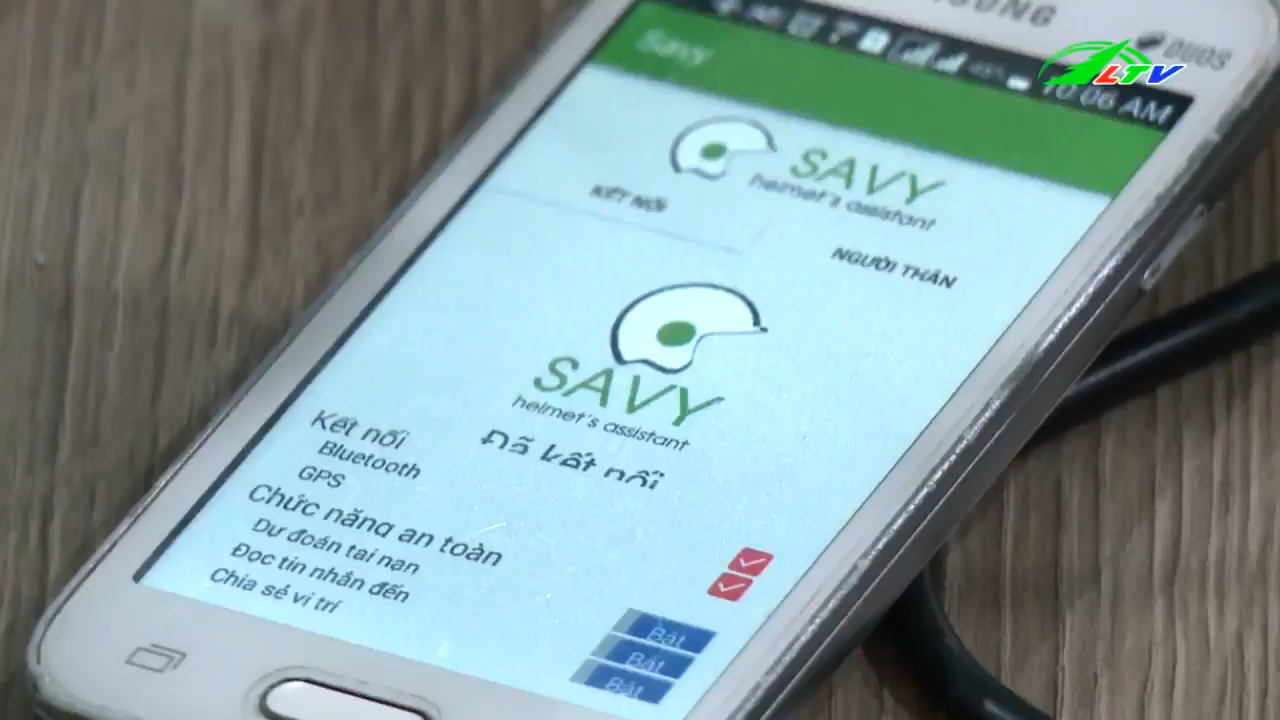 DUOS
LTV
10:06 AM
Savy
SAVY
helmet's assistant
KẾT NỐI
NGƯỜI THÂN
SAVY
helmet's assistant
Đã kết nối
Kết nối
Bluetooth
GPS
Chức năng an toàn
Dự đoán tai nạn
Bật
Đọc tin nhắn đến
Bật
Chia sẻ vị trí
Bật